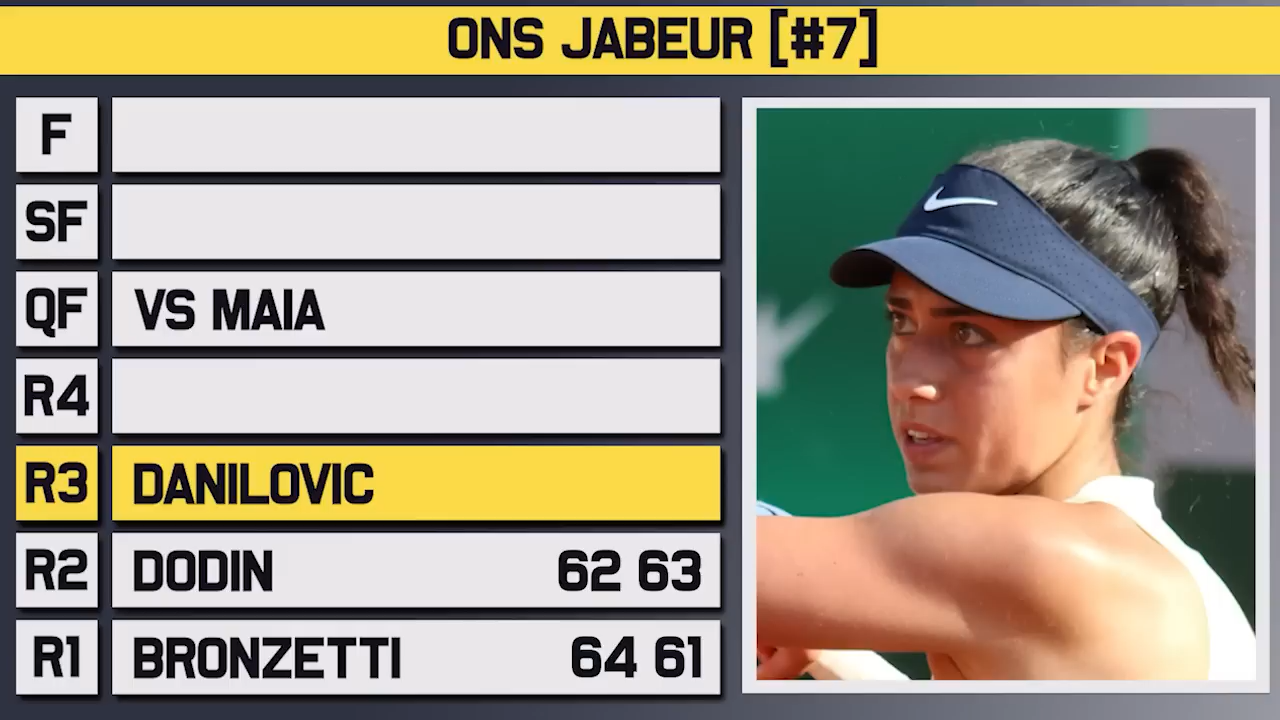 ONS JABEUR [#7]
F
SF
QF VS MAIA
R4
R3 DANILOVIC
R2 DODIN 62 63
R1 BRONZETTI 64 61